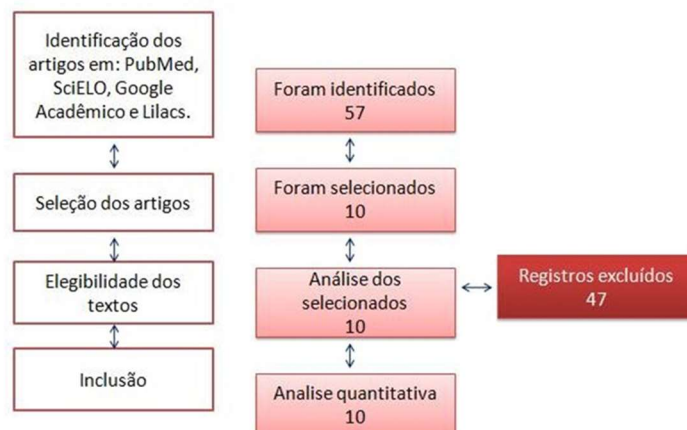 Identificação dos
artigos em: PubMed,
SciELO, Google
Acadêmico e Lilacs.
Seleção dos artigos
Elegibilidade dos
textos
Inclusão
Foram identificados
57
Foram selecionados
10
Análise dos
selecionados
10
Analise quantitativa
10
Registros excluídos
47